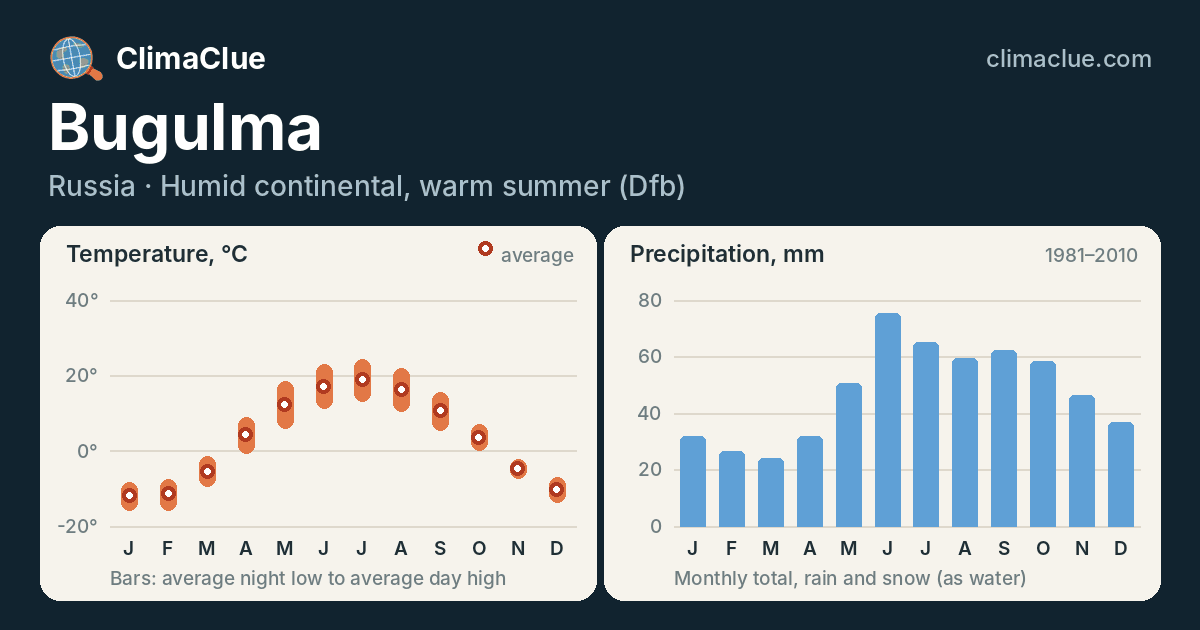 ClimaClue
climaclue.com
Bugulma
Russia · Humid continental, warm summer (Dfb)
Temperature, °C
average
40°
20°
0°
-20°
J F M A M J J A S O N D
Bars: average night low to average day high
Precipitation, mm
1981–2010
80
60
40
20
0
J F M A M J J A S O N D
Monthly total, rain and snow (as water)